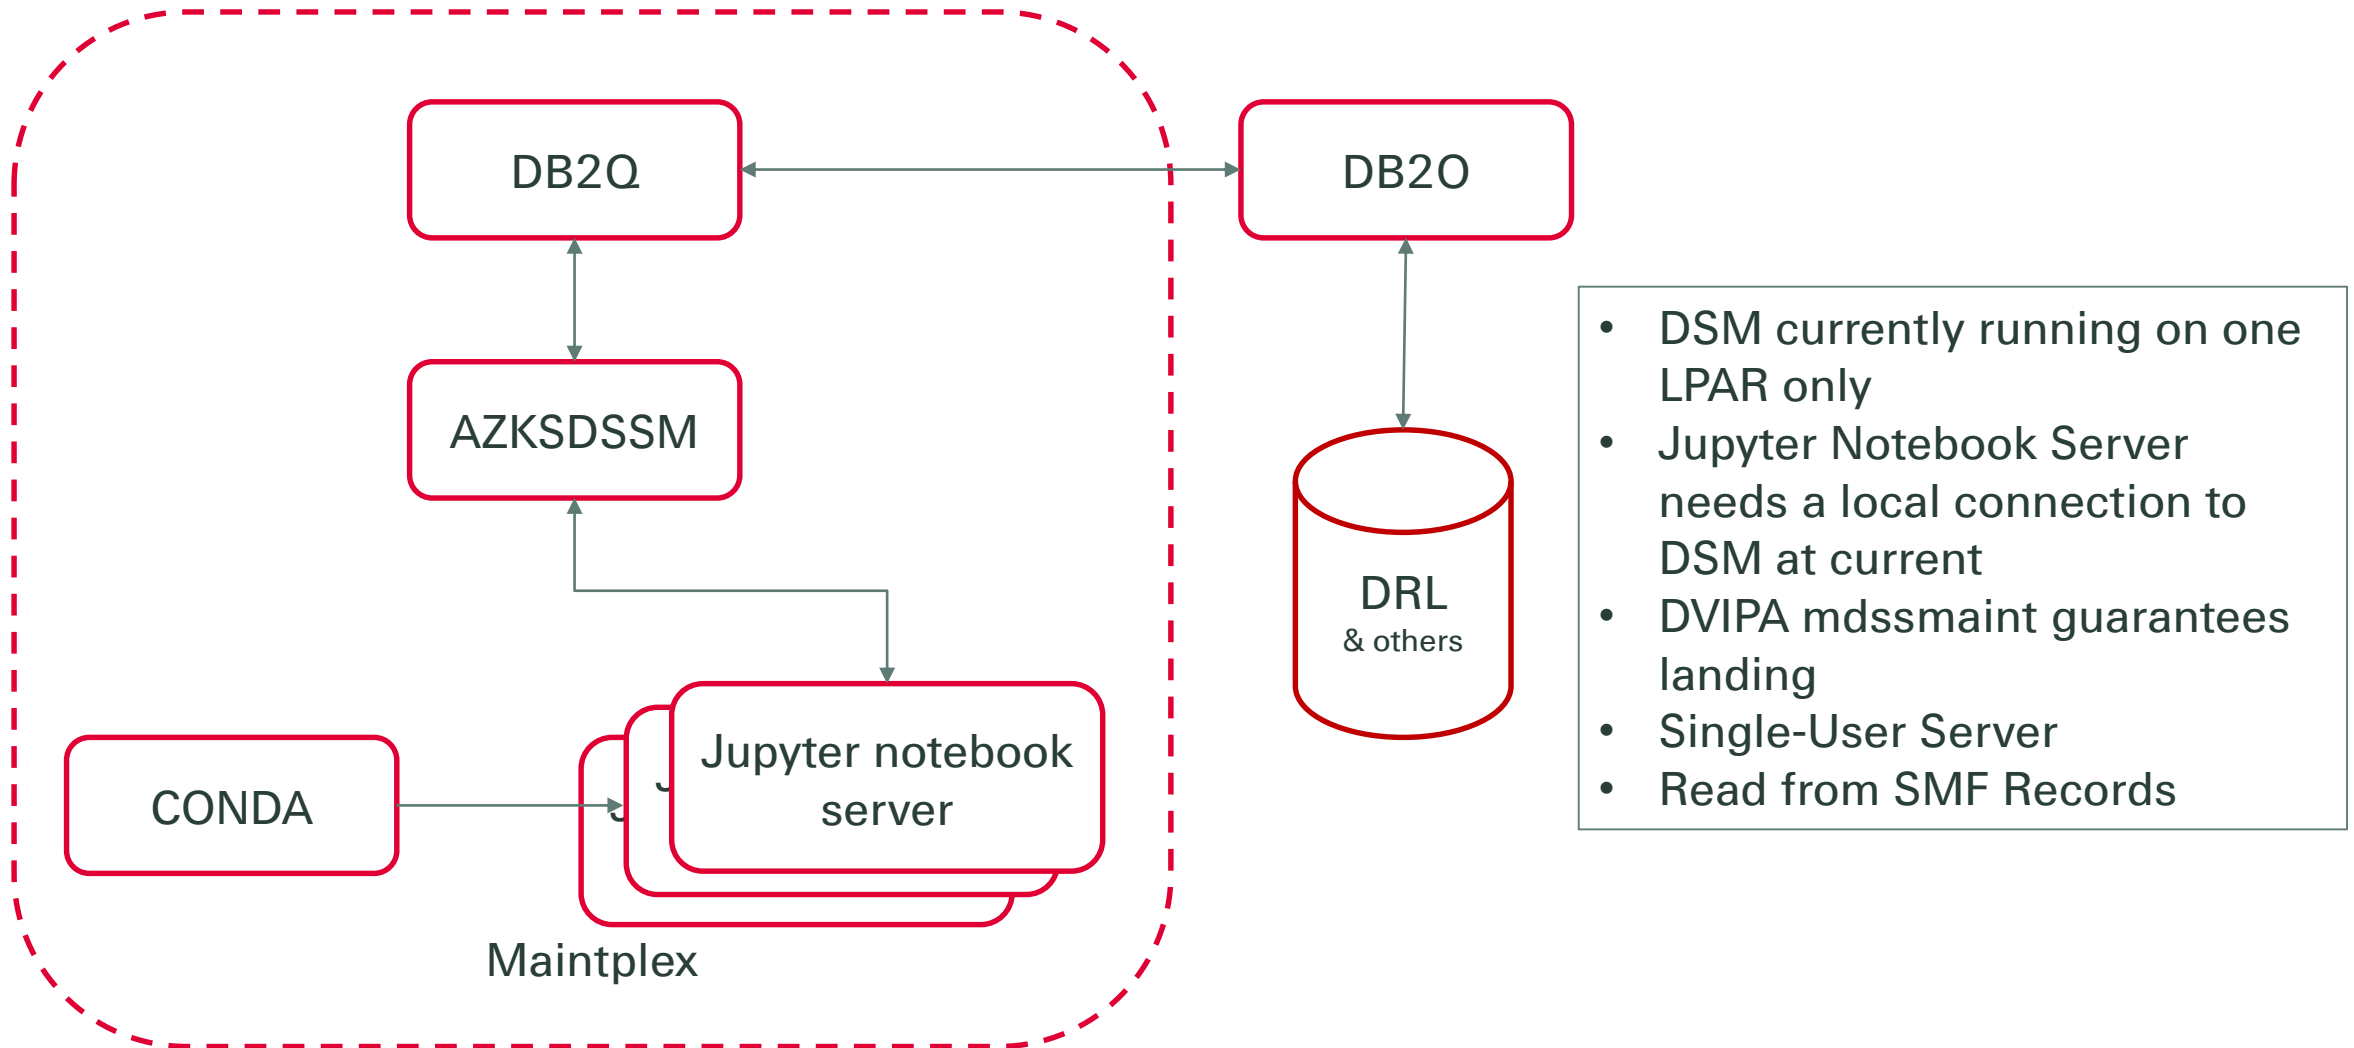 DB2Q
DB2O
AZKSDSSM
DRL
& others
Jupyter notebook
server
CONDA
Maintplex
• DSM currently running on one
LPAR only
• Jupyter Notebook Server
needs a local connection to
DSM at current
• DVIPA mdssmaint guarantees
landing
• Single-User Server
• Read from SMF Records